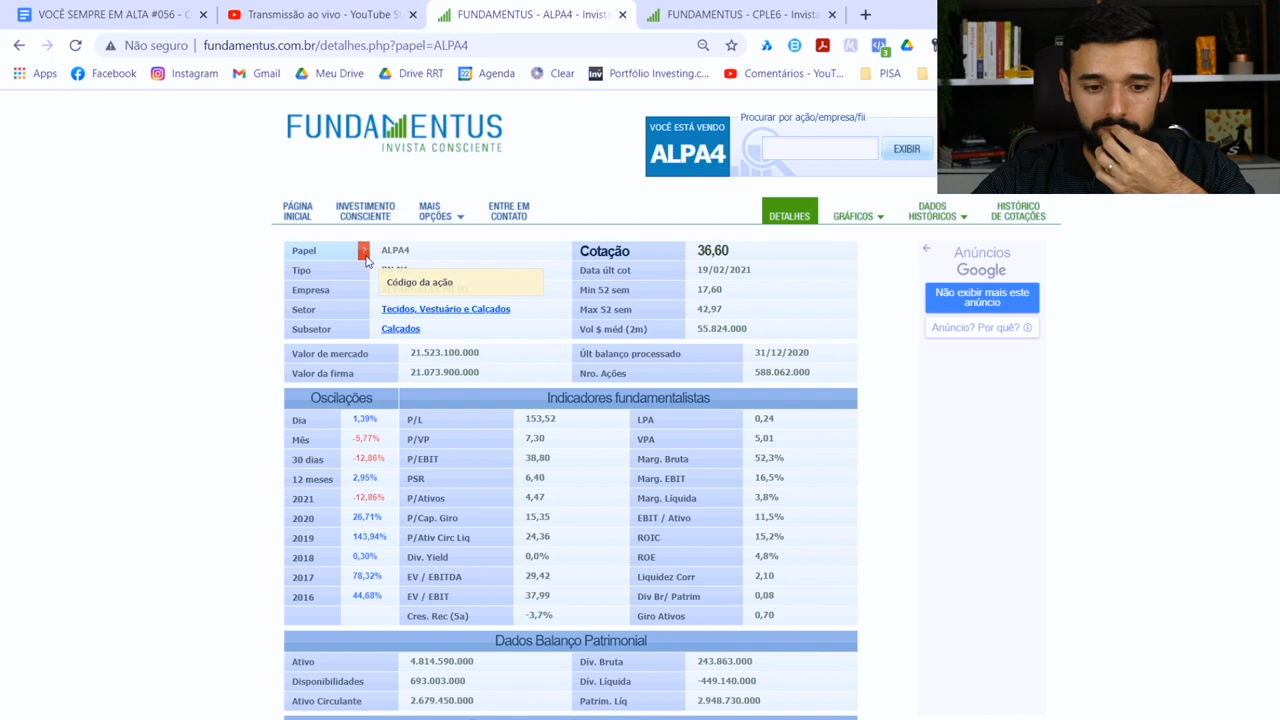 VOCÊ SEMPRE EM ALTA #056 - C
Transmissão ao vivo - YouTube S
FUNDAMENTUS - ALPA4 - Invista
FUNDAMENTUS - CPLE6 - Invista
Não seguro
fundamentus.com.br/detalhes.php?papel=ALPA4
3
Apps
Facebook
Instagram
Gmail
Meu Drive
Drive RRT
Agenda
Clear
Inv
Portfólio Investing.c...
Comentários - YouT...
PISA
FUNDAMENTUS
INVISTA CONSCIENTE
VOCÊ ESTÁ VENDO
ALPA4
Procurar por ação/empresa/fii
EXIBIR
PÁGINA INICIAL
INVESTIMENTO CONSCIENTE
MAIS OPÇÕES
ENTRE EM CONTATO
DETALHES
GRÁFICOS
DADOS HISTÓRICOS
HISTÓRICO DE COTAÇÕES
Papel ? ALPA4 Cotação 36,60
Tipo Data últ cot 19/02/2021
Código da ação
Empresa Min 52 sem 17,60
Setor Tecidos, Vestuário e Calçados Max 52 sem 42,97
Subsetor Calçados Vol $ méd (2m) 55.824.000
Valor de mercado 21.523.100.000 Últ balanço processado 31/12/2020
Valor da firma 21.073.900.000 Nro. Ações 588.062.000
Oscilações Indicadores fundamentalistas
Dia 1,39% P/L 153,52 LPA 0,24
Mês -5,77% P/VP 7,30 VPA 5,01
30 dias -12,86% P/EBIT 38,80 Marg. Bruta 52,3%
12 meses 2,95% PSR 6,40 Marg. EBIT 16,5%
2021 -12,86% P/Ativos 4,47 Marg. Líquida 3,8%
2020 26,71% P/Cap. Giro 15,35 EBIT / Ativo 11,5%
2019 143,94% P/Ativ Circ Liq 24,36 ROIC 15,2%
2018 0,30% Div. Yield 0,0% ROE 4,8%
2017 78,32% EV / EBITDA 29,42 Liquidez Corr 2,10
2016 44,68% EV / EBIT 37,99 Div Br/ Patrim 0,08
Cres. Rec (5a) -3,7% Giro Ativos 0,70
Dados Balanço Patrimonial
Ativo 4.814.590.000 Dív. Bruta 243.863.000
Disponibilidades 693.003.000 Dív. Líquida -449.140.000
Ativo Circulante 2.679.450.000 Patrim. Líq 2.948.730.000
Anúncios
Google
Não exibir mais este
anúncio
Anúncio? Por quê?